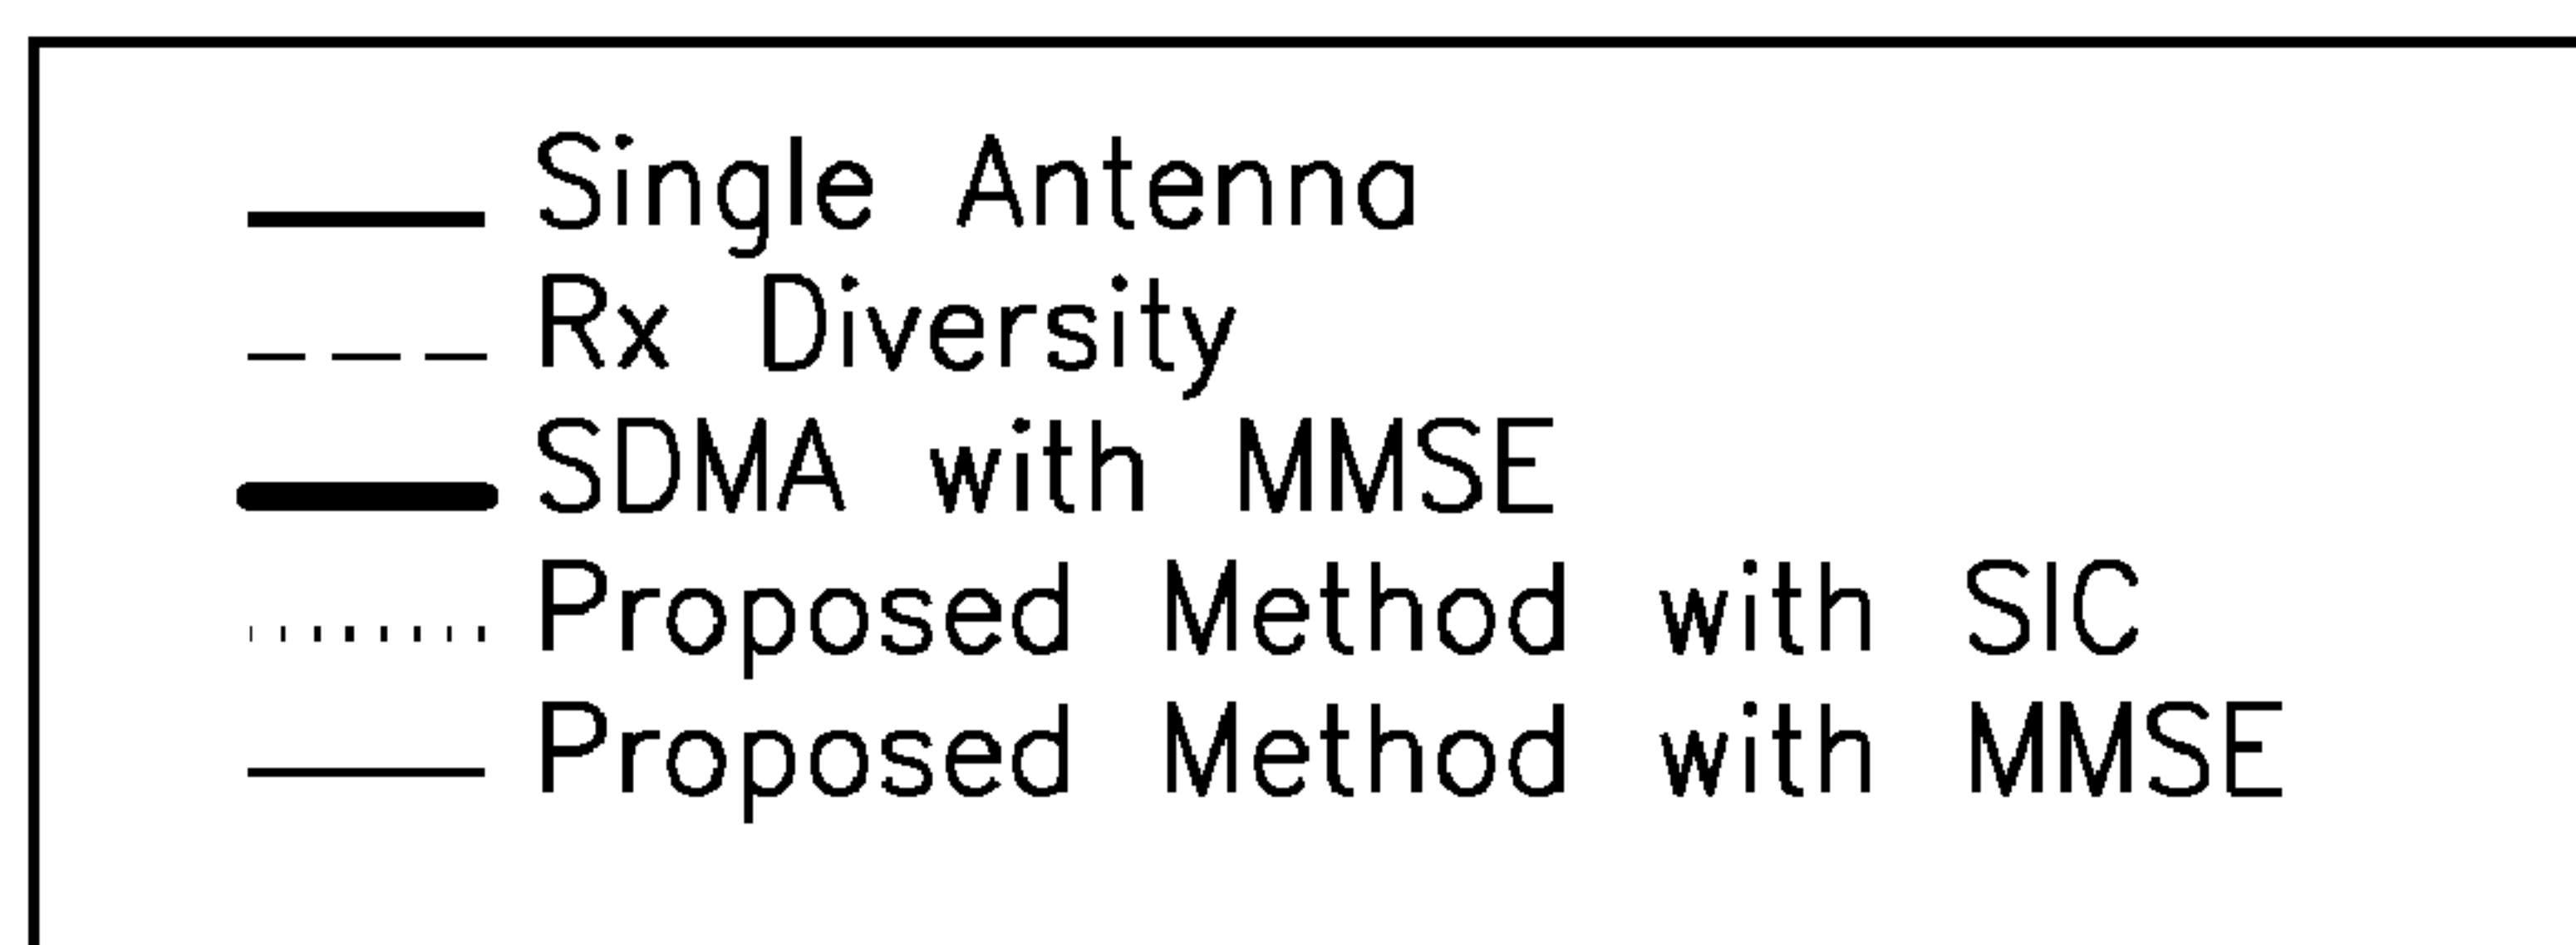 Single Antenna
Rx Diversity
SDMA with MMSE
Proposed Method with SIC
Proposed Method with MMSE